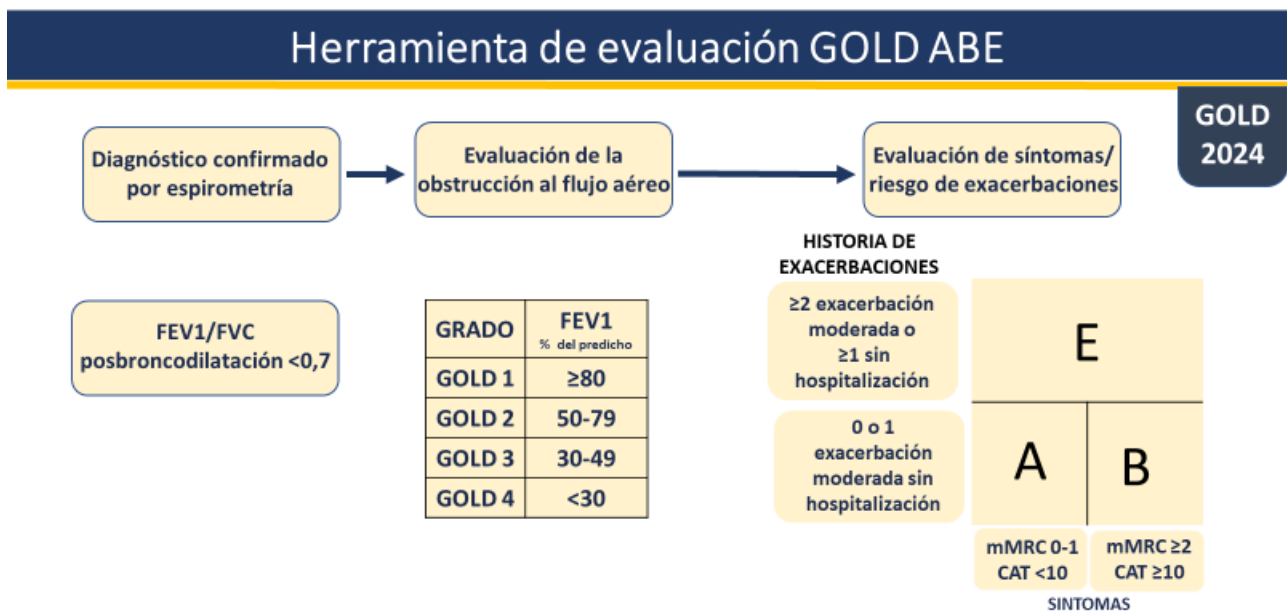 Herramienta de evaluación GOLD ABE
GOLD
2024
Diagnóstico confirmado
por espirometría
Evaluación de la
obstrucción al flujo aéreo
Evaluación de síntomas/
riesgo de exacerbaciones
FEV1/FVC
posbroncodilatación <0,7
GRADO FEV1
% del predicho
GOLD 1 ≥80
GOLD 2 50-79
GOLD 3 30-49
GOLD 4 <30
HISTORIA DE
EXACERBACIONES
≥2 exacerbación
moderada o
≥1 sin
hospitalización
E
0 o 1
exacerbación
moderada sin
hospitalización
A B
mMRC 0-1
CAT <10
mMRC ≥2
CAT ≥10
SINTOMAS